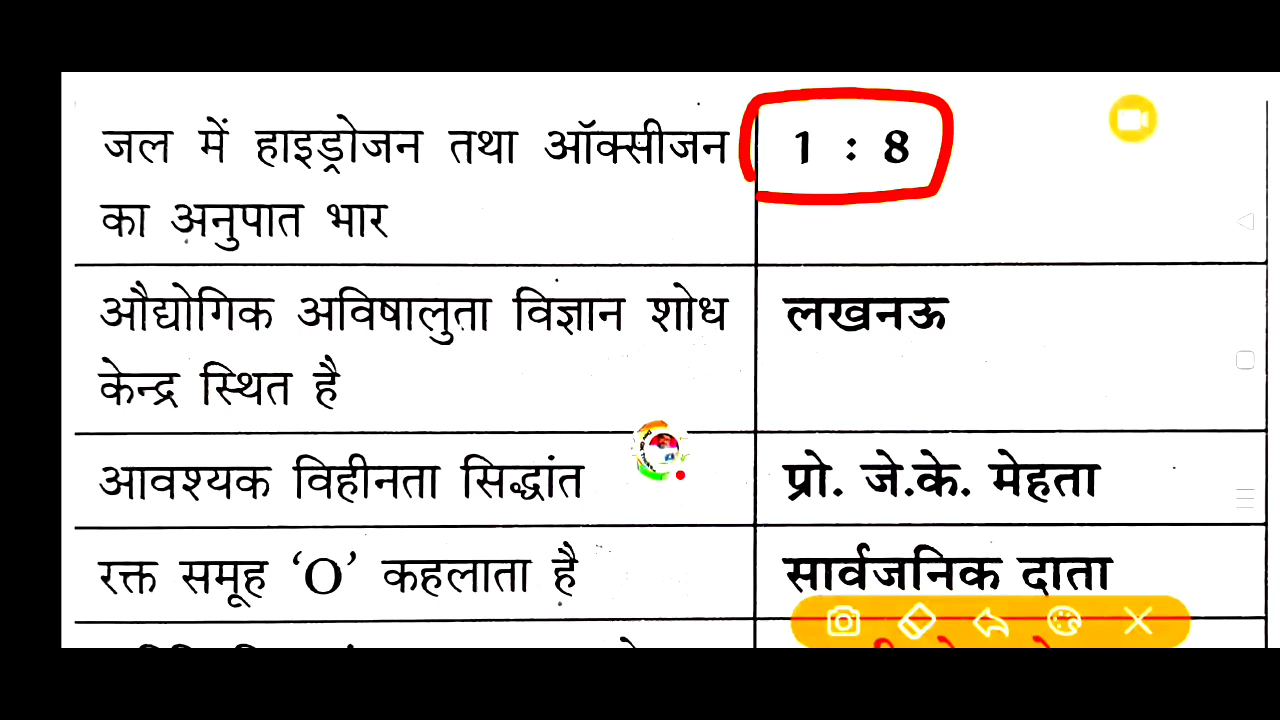 जल में हाइड्रोजन तथा ऑक्सीजन 1 : 8
का अनुपात भार
औद्योगिक अविषालुता विज्ञान शोध लखनऊ
केन्द्र स्थित है
आवश्यक विहीनता सिद्धांत प्रो. जे.के. मेहता
रक्त समूह ‘O’ कहलाता है सार्वजनिक दाता